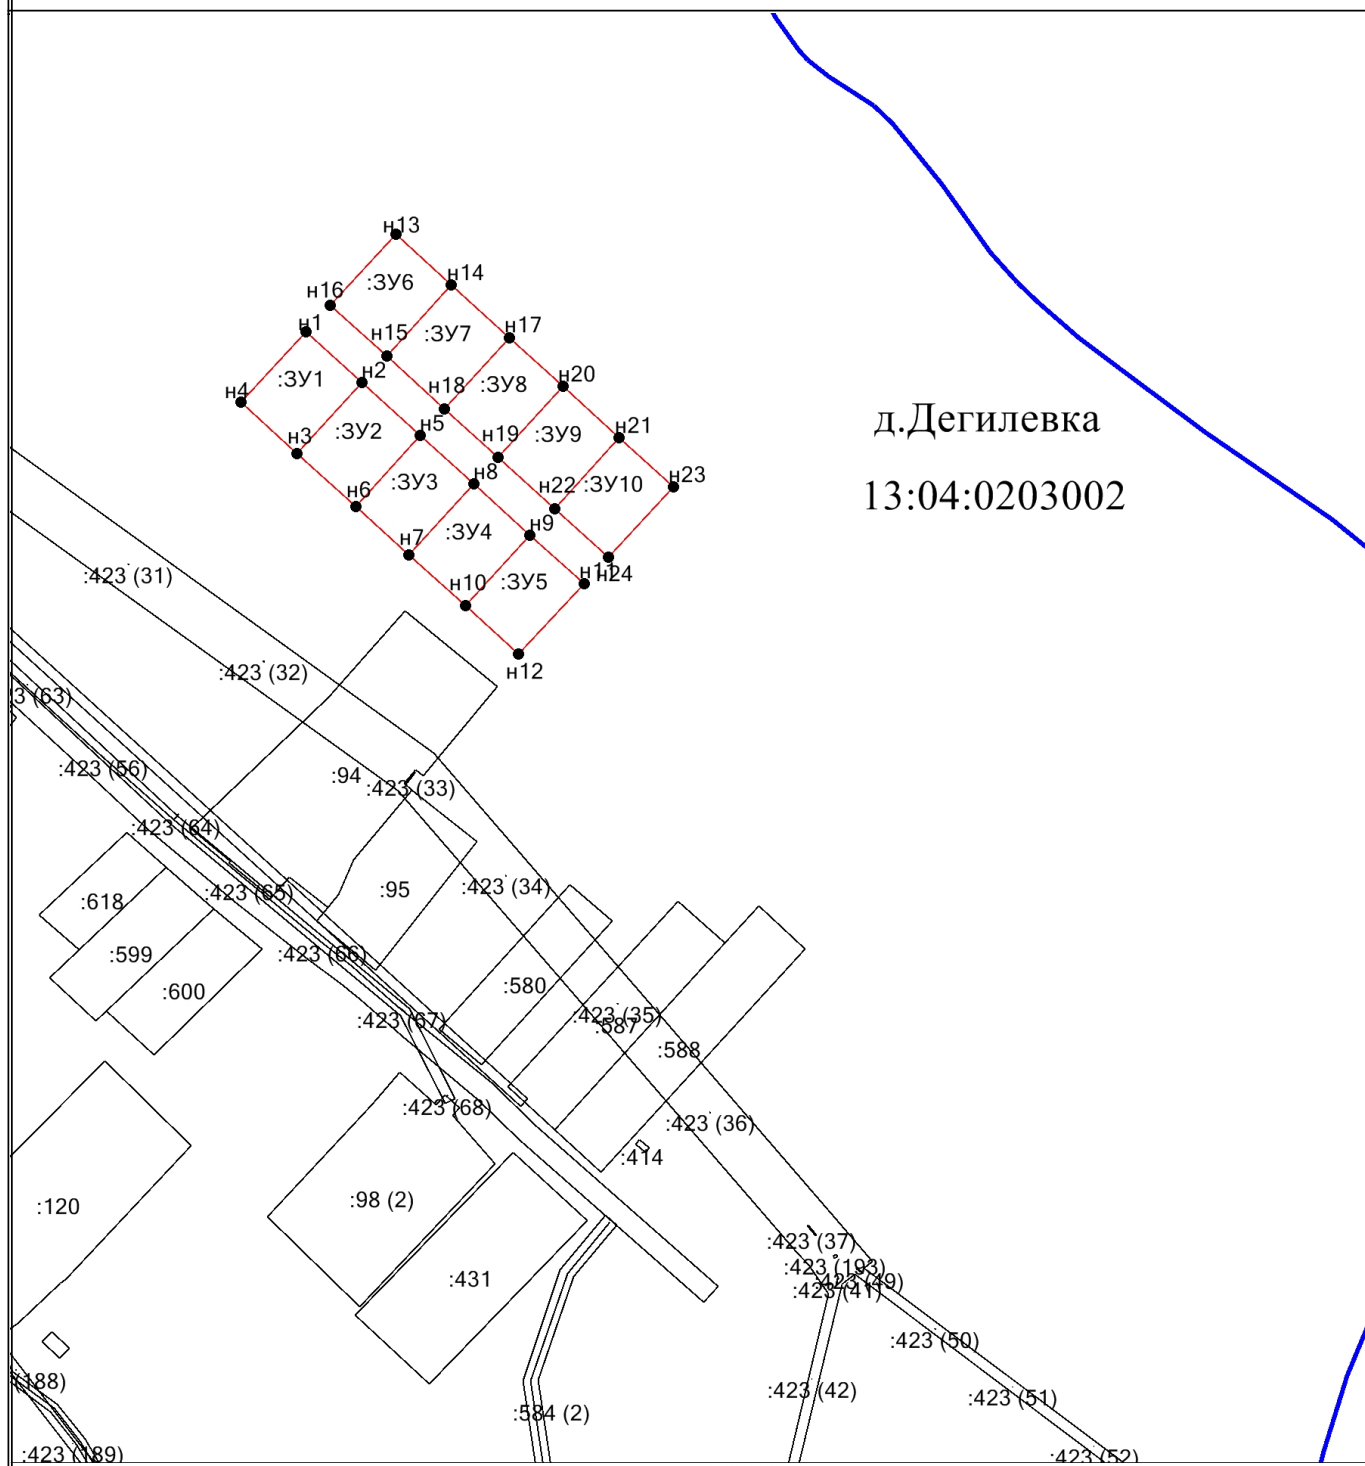 н13
:ЗУ6
н14
н16
н1
н15
:ЗУ7
н17
:ЗУ1
н2
н18
:ЗУ8
н20
н4
н3
:ЗУ2
н5
н19
:ЗУ9
н21
д.Дегилевка
н6
:ЗУ3
н8
н22
:ЗУ10
н23
13:04:0203002
н7
:ЗУ4
н9
н10
:ЗУ5
н11
н24
н12
:423 (31)
:423 (32)
3 (63)
:423 (56)
:94
:423 (33)
:423 (64)
:618
:423 (65)
:95
:423 (34)
:599
:423 (66)
:600
:580
:423 (67)
:423 (35)
:587
:588
:423 (68)
:423 (36)
:414
:120
:98 (2)
:431
:423 (37)
:423 (193)
:423 (49)
:423 (41)
:423 (50)
(188)
:423 (42)
:423 (51)
:584 (2)
:423 (189)
:423 (52)